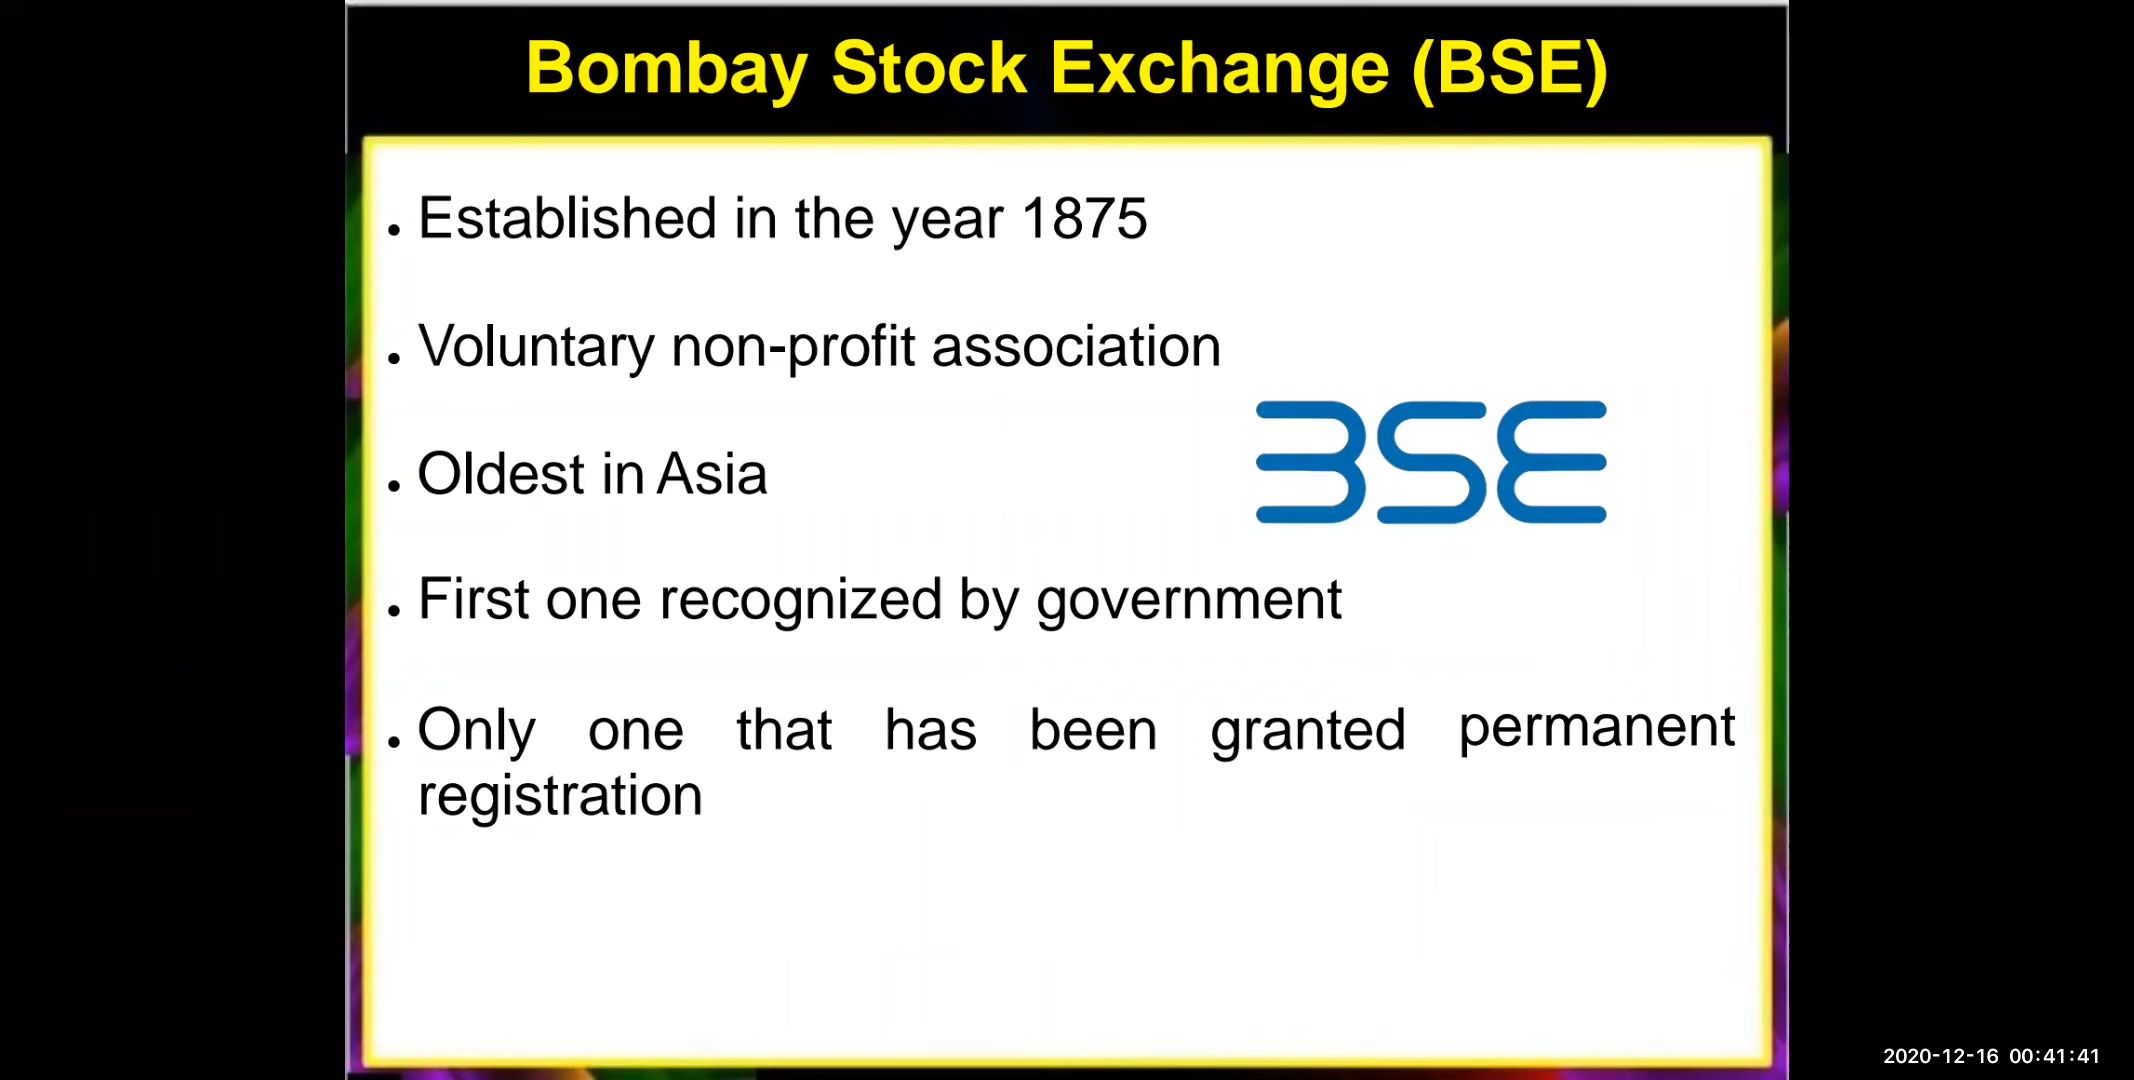 Bombay Stock Exchange (BSE)
• Established in the year 1875
• Voluntary non-profit association
• Oldest in Asia
BSE
• First one recognized by government
• Only one that has been granted permanent
registration
2020-12-16 00:41:41